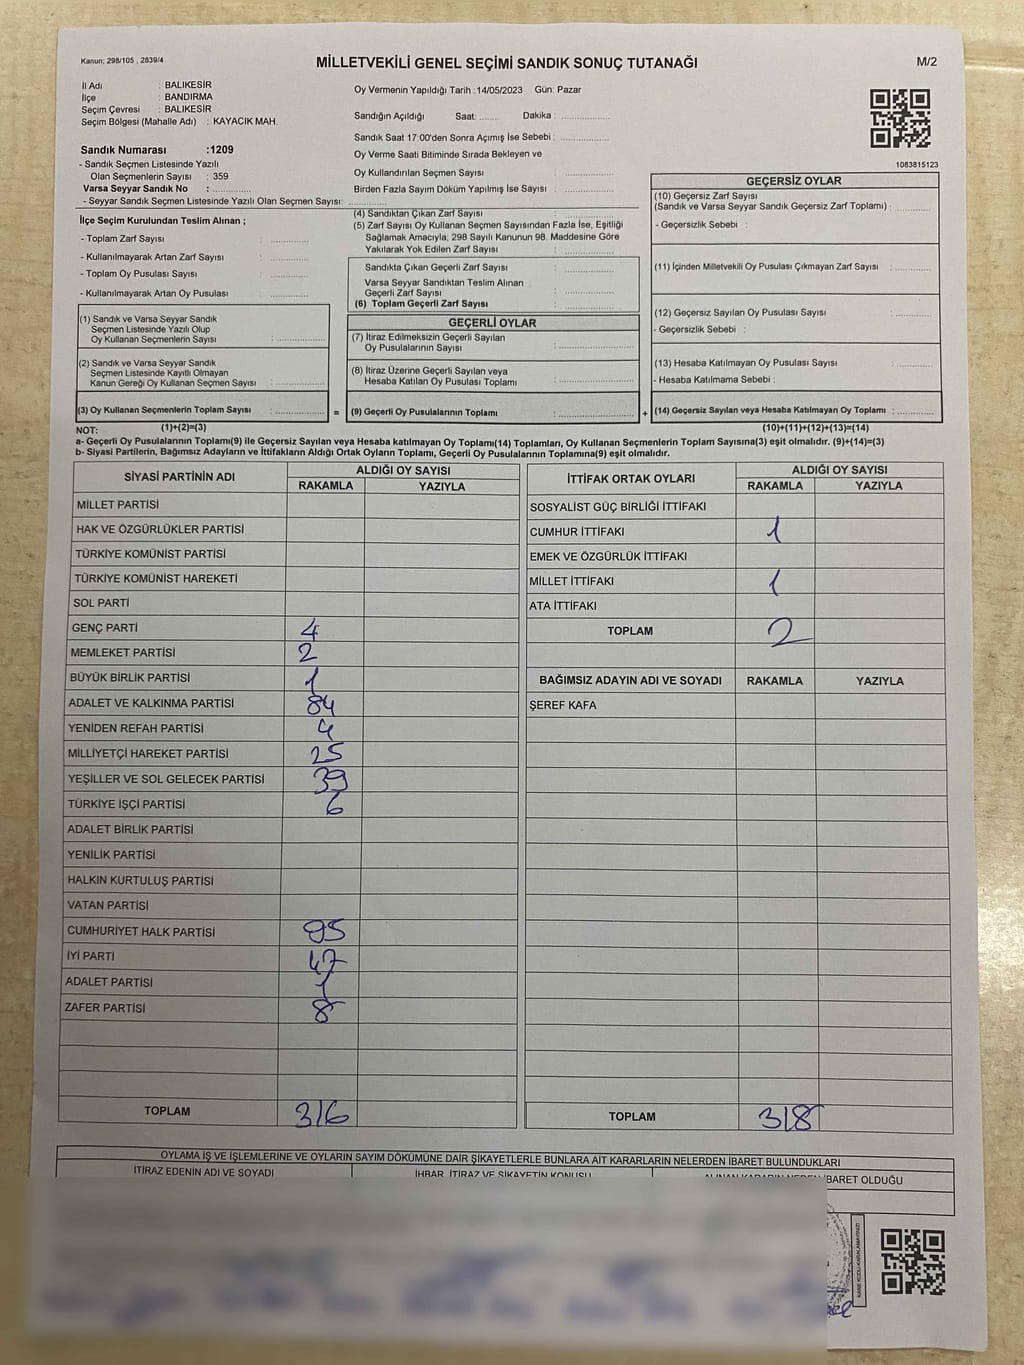 Kanun: 298/105 , 2839/4
MİLLETVEKİLİ GENEL SEÇİMİ SANDIK SONUÇ TUTANAĞI
M/2
İl Adı : BALIKESİR
İlçe : BANDIRMA
Seçim Çevresi : BALIKESİR
Seçim Bölgesi (Mahalle Adı) : KAYACIK MAH.
Sandık Numarası :1209
- Sandık Seçmen Listesinde Yazılı
Olan Seçmenlerin Sayısı : 359
Varsa Seyyar Sandık No : ..............
- Seyyar Sandık Seçmen Listesinde Yazılı Olan Seçmen Sayısı: ..............
İlçe Seçim Kurulundan Teslim Alınan ;
- Toplam Zarf Sayısı : ..............
- Kullanılmayarak Artan Zarf Sayısı : ..............
- Toplam Oy Pusulası Sayısı : ..............
- Kullanılmayarak Artan Oy Pusulası : ..............
(1) Sandık ve Varsa Seyyar Sandık
Seçmen Listesinde Yazılı Olup
Oy Kullanan Seçmenlerin Sayısı : ..............
(2) Sandık ve Varsa Seyyar Sandık
Seçmen Listesinde Kayıtlı Olmayan
Kanun Gereği Oy Kullanan Seçmen Sayısı : ..............
(3) Oy Kullanan Seçmenlerin Toplam Sayısı : .............. =
Oy Vermenin Yapıldığı Tarih : 14/05/2023 Gün: Pazar
Sandığın Açıldığı Saat: ....... Dakika : ..............
Sandık Saat 17:00'den Sonra Açımış İse Sebebi : ..............
Oy Verme Saati Bitiminde Sırada Bekleyen ve
Oy Kullandırılan Seçmen Sayısı : ..............
Birden Fazla Sayım Döküm Yapılmış İse Sayısı : ..............
(4) Sandıktan Çıkan Zarf Sayısı : ..............
(5) Zarf Sayısı Oy Kullanan Seçmen Sayısından Fazla İse, Eşitliği
Sağlamak Amacıyla; 298 Sayılı Kanunun 98. Maddesine Göre
Yakılarak Yok Edilen Zarf Sayısı : ..............
Sandıkta Çıkan Geçerli Zarf Sayısı : ..............
Varsa Seyyar Sandıktan Teslim Alınan
Geçerli Zarf Sayısı : ..............
(6) Toplam Geçerli Zarf Sayısı : ..............
GEÇERLİ OYLAR
(7) İtiraz Edilmeksizin Geçerli Sayılan
Oy Pusulalarının Sayısı : ..............
(8) İtiraz Üzerine Geçerli Sayılan veya
Hesaba Katılan Oy Pusulası Toplamı : ..............
(9) Geçerli Oy Pusulalarının Toplamı : .............. +
1083815123
GEÇERSİZ OYLAR
(10) Geçersiz Zarf Sayısı
(Sandık ve Varsa Seyyar Sandık Geçersiz Zarf Toplamı) : ..............
- Geçersizlik Sebebi :
(11) İçinden Milletvekili Oy Pusulası Çıkmayan Zarf Sayısı : ..............
(12) Geçersiz Sayılan Oy Pusulası Sayısı : ..............
- Geçersizlik Sebebi :
(13) Hesaba Katılmayan Oy Pusulası Sayısı : ..............
- Hesaba Katılmama Sebebi :
(14) Geçersiz Sayılan veya Hesaba Katılmayan Oy Toplamı : ..............
NOT: (1)+(2)=(3) (10)+(11)+(12)+(13)=(14)
a- Geçerli Oy Pusulalarının Toplamı(9) ile Geçersiz Sayılan veya Hesaba katılmayan Oy Toplamı(14) Toplamları, Oy Kullanan Seçmenlerin Toplam Sayısına(3) eşit olmalıdır. (9)+(14)=(3)
b- Siyasi Partilerin, Bağımsız Adayların ve İttifakların Aldığı Ortak Oyların Toplamı, Geçerli Oy Pusulalarının Toplamına(9) eşit olmalıdır.
SİYASİ PARTİNİN ADI ALDIĞI OY SAYISI
RAKAMLA YAZIYLA
MİLLET PARTİSİ
HAK VE ÖZGÜRLÜKLER PARTİSİ
TÜRKİYE KOMÜNİST PARTİSİ
TÜRKİYE KOMÜNİST HAREKETİ
SOL PARTİ
GENÇ PARTİ 4
MEMLEKET PARTİSİ 2
BÜYÜK BİRLİK PARTİSİ 1
ADALET VE KALKINMA PARTİSİ 84
YENİDEN REFAH PARTİSİ 4
MİLLİYETÇİ HAREKET PARTİSİ 25
YEŞİLLER VE SOL GELECEK PARTİSİ 39
TÜRKİYE İŞÇİ PARTİSİ 6
ADALET BİRLİK PARTİSİ
YENİLİK PARTİSİ
HALKIN KURTULUŞ PARTİSİ
VATAN PARTİSİ
CUMHURİYET HALK PARTİSİ 95
İYİ PARTİ 47
ADALET PARTİSİ 1
ZAFER PARTİSİ 8
TOPLAM 316
İTTİFAK ORTAK OYLARI ALDIĞI OY SAYISI
RAKAMLA YAZIYLA
SOSYALİST GÜÇ BİRLİĞİ İTTİFAKI
CUMHUR İTTİFAKI 1
EMEK VE ÖZGÜRLÜK İTTİFAKI
MİLLET İTTİFAKI 1
ATA İTTİFAKI
TOPLAM 2
BAĞIMSIZ ADAYIN ADI VE SOYADI RAKAMLA YAZIYLA
ŞEREF KAFA
TOPLAM 318
OYLAMA İŞ VE İŞLEMLERİNE VE OYLARIN SAYIM DÖKÜMÜNE DAİR ŞİKAYETLERLE BUNLARA AİT KARARLARIN NELERDEN İBARET BULUNDUKLARI
İTİRAZ EDENİN ADI VE SOYADI İHBAR, İTİRAZ VE ŞİKAYETİN KONUSU ALINAN KARARIN NEDEN İBARET OLDUĞU